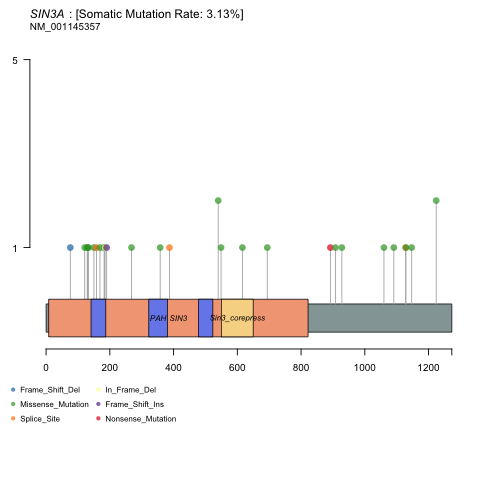 SIN3A : [Somatic Mutation Rate: 3.13%]
NM_001145357
5
1
PAH SIN3 Sin3_corepress
0 200 400 600 800 1000 1200
Frame_Shift_Del In_Frame_Del
Missense_Mutation Frame_Shift_Ins
Splice_Site Nonsense_Mutation